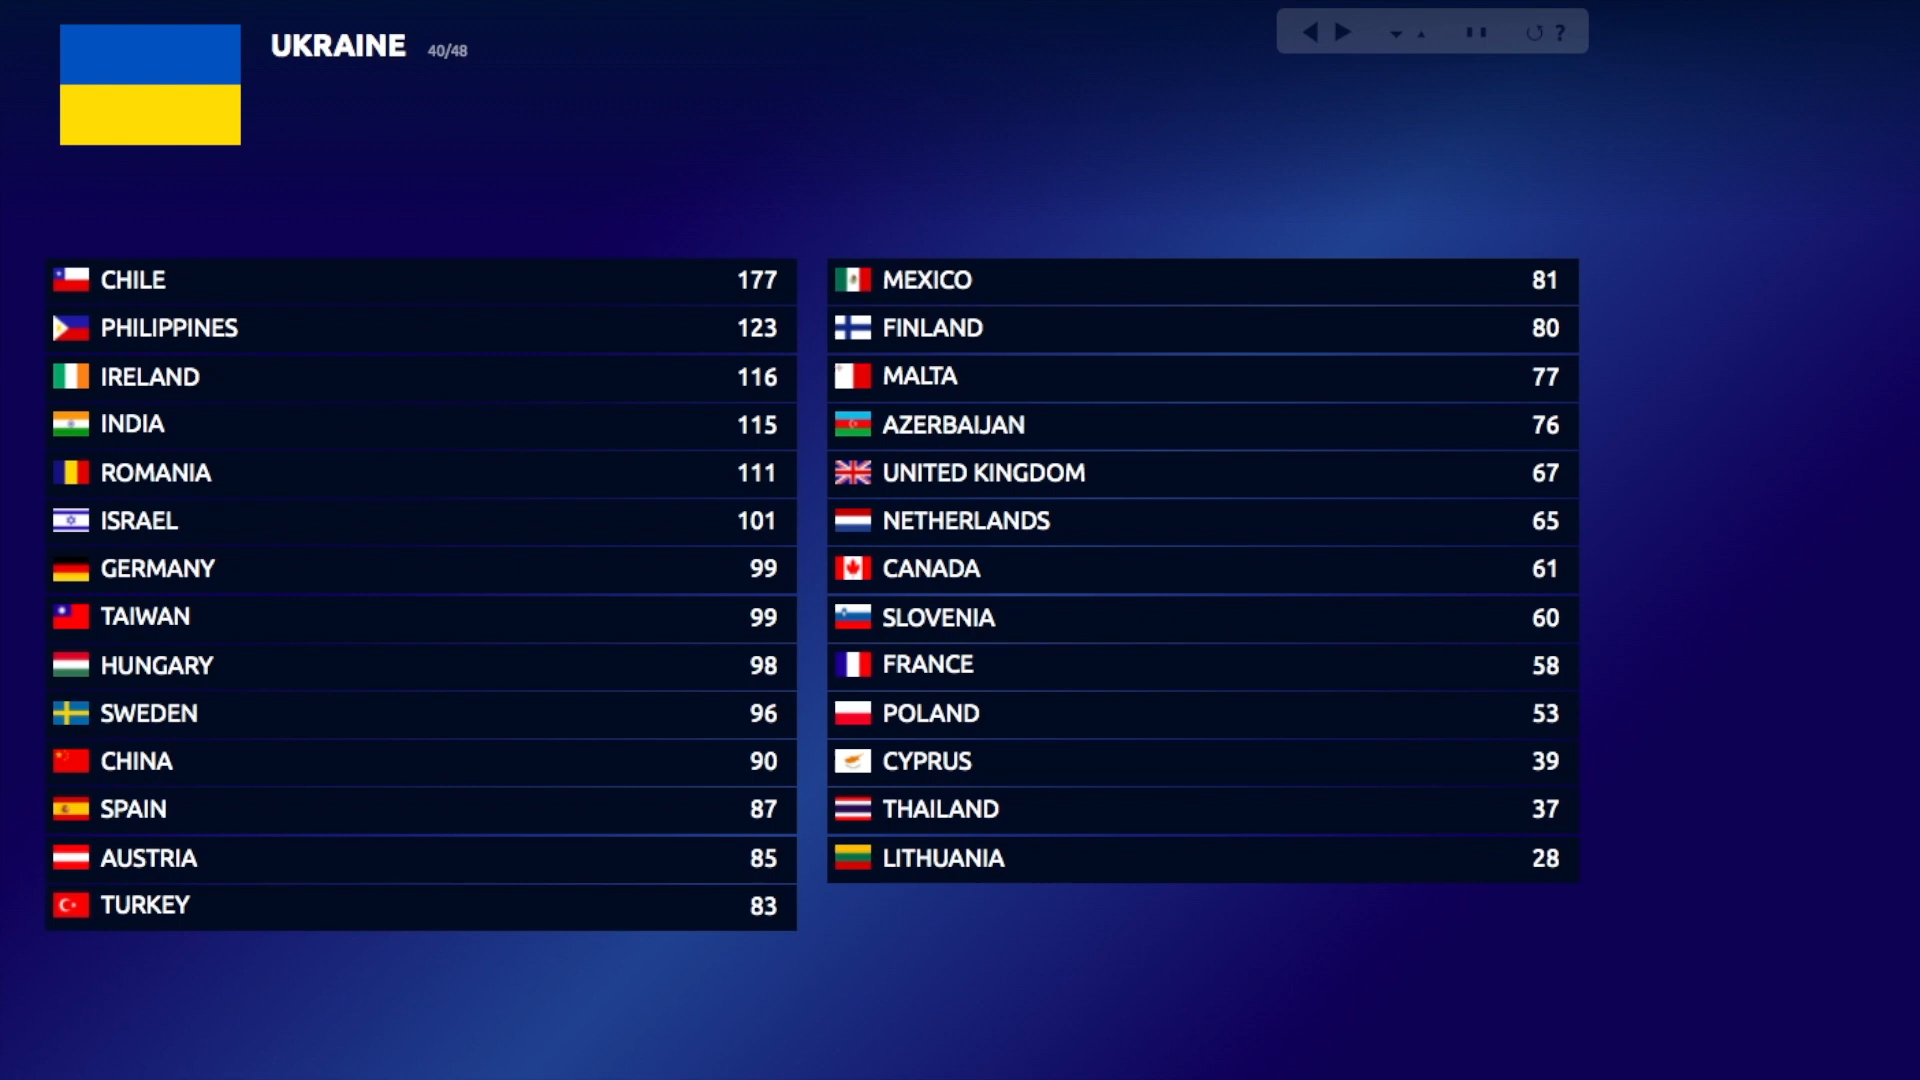 UKRAINE 40/48
?
CHILE 177
PHILIPPINES 123
IRELAND 116
INDIA 115
ROMANIA 111
ISRAEL 101
GERMANY 99
TAIWAN 99
HUNGARY 98
SWEDEN 96
CHINA 90
SPAIN 87
AUSTRIA 85
TURKEY 83
MEXICO 81
FINLAND 80
MALTA 77
AZERBAIJAN 76
UNITED KINGDOM 67
NETHERLANDS 65
CANADA 61
SLOVENIA 60
FRANCE 58
POLAND 53
CYPRUS 39
THAILAND 37
LITHUANIA 28